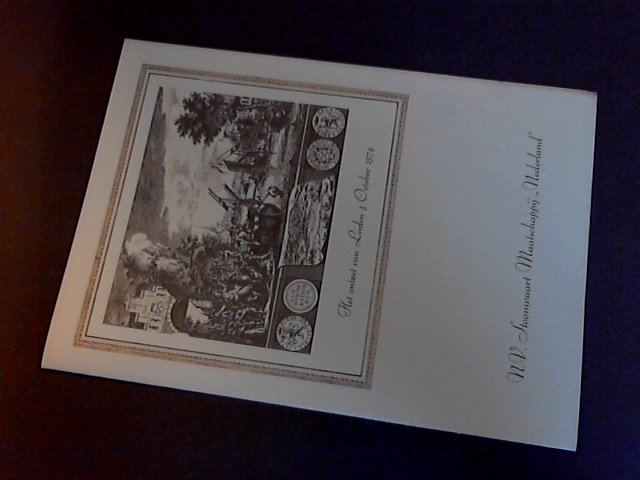 Het ontzet van Leiden 3 October 1574
N.V. Stoomvaart Maatschappij „Nederland”